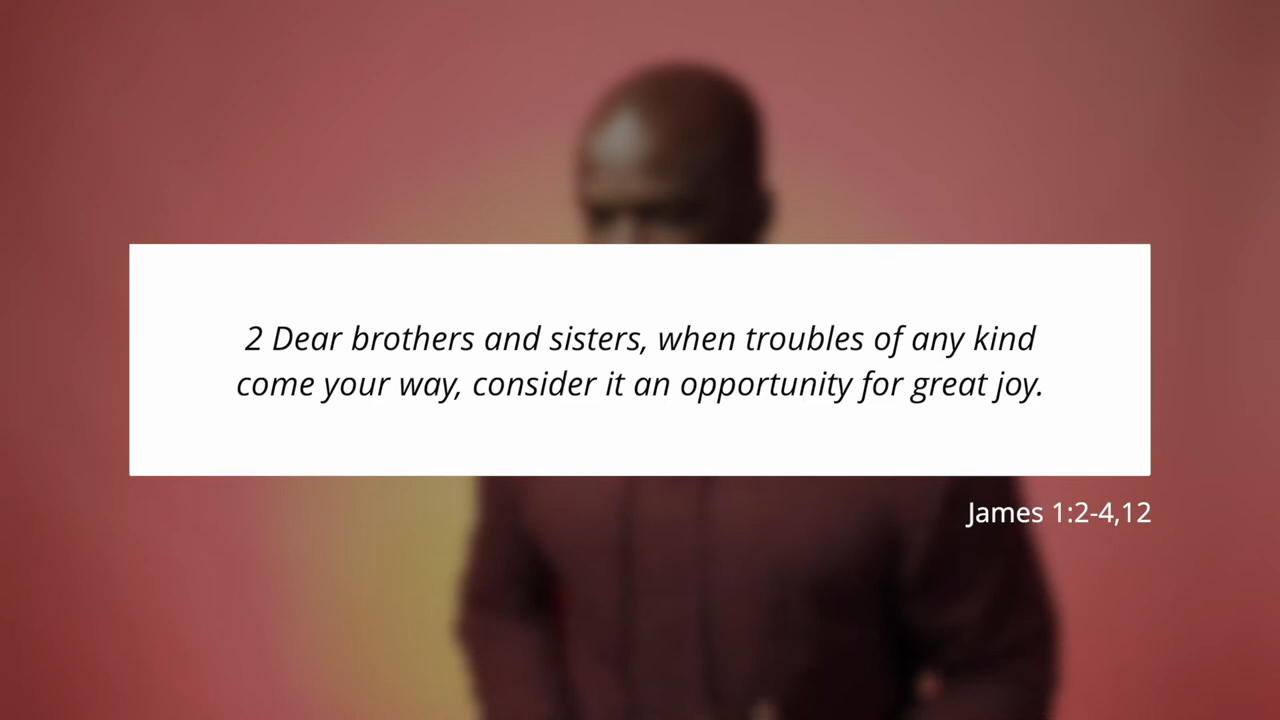 2 Dear brothers and sisters, when troubles of any kind
come your way, consider it an opportunity for great joy.
James 1:2-4,12